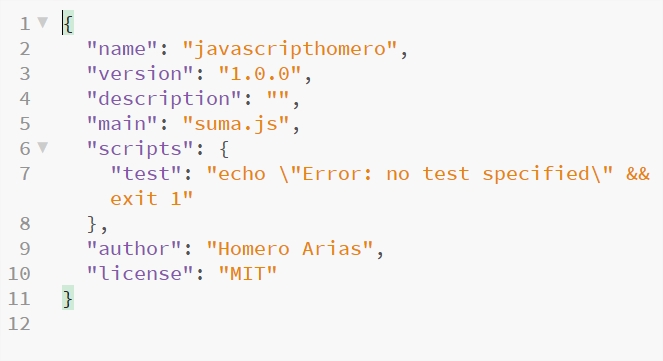 1 {
2 "name": "javascripthomero",
3 "version": "1.0.0",
4 "description": "",
5 "main": "suma.js",
6 "scripts": {
7 "test": "echo \"Error: no test specified\" &&
exit 1"
8 },
9 "author": "Homero Arias",
10 "license": "MIT"
11 }
12